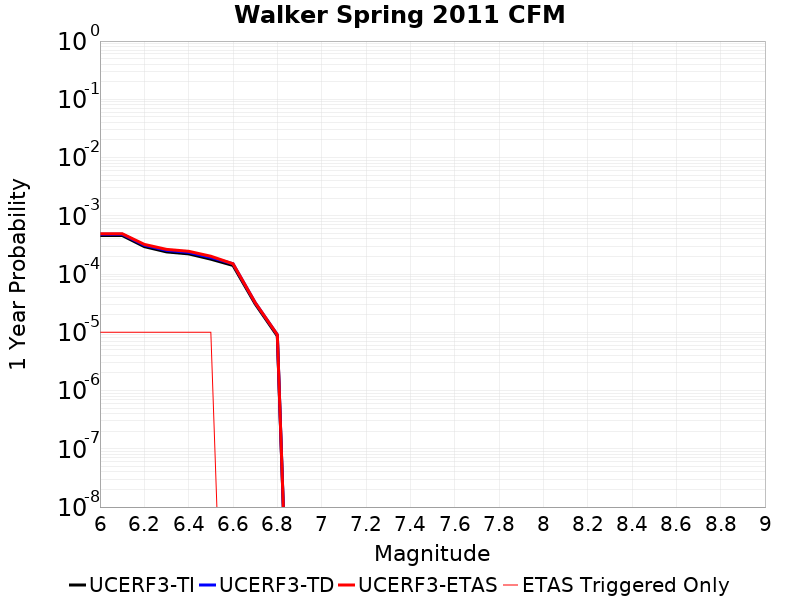 Walker Spring 2011 CFM
10^0
10^-1
10^-2
10^-3
10^-4
10^-5
10^-6
10^-7
10^-8
1 Year Probability
6 6.2 6.4 6.6 6.8 7 7.2 7.4 7.6 7.8 8 8.2 8.4 8.6 8.8 9
Magnitude
UCERF3-TI UCERF3-TD UCERF3-ETAS ETAS Triggered Only